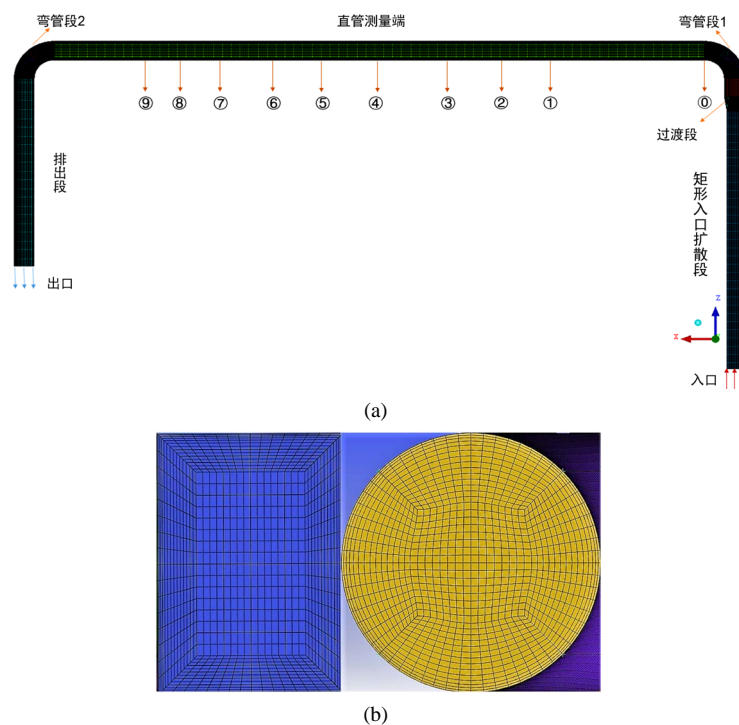 弯管段2
直管测量端
弯管段1
⑨
⑧
⑦
⑥
⑤
④
③
②
①
⓪
过渡段
排出段
矩形入口扩散段
出口
Z
X
入口
(a)
(b)